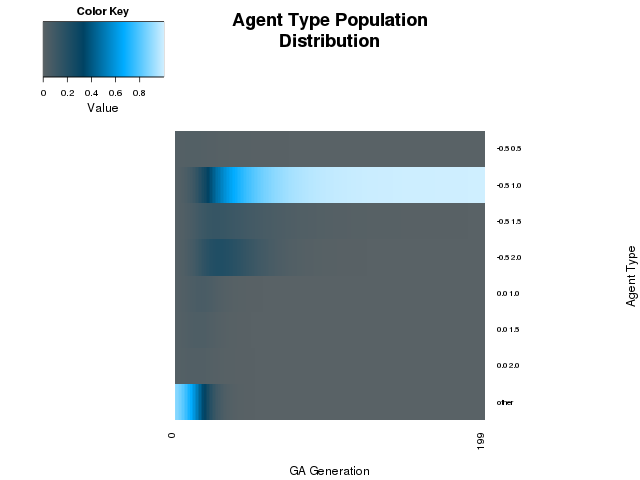 Color Key
0 0.2 0.4 0.6 0.8
Value
Agent Type Population
Distribution
-0.5 0.5
-0.5 1.0
-0.5 1.5
-0.5 2.0
0.0 1.0
0.0 1.5
0.0 2.0
other
Agent Type
0 199
GA Generation